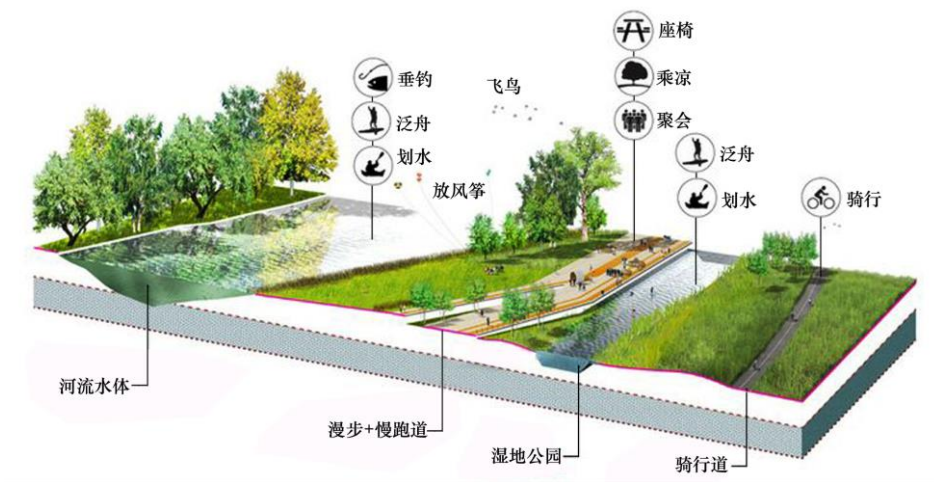 座椅
垂钓
飞鸟
乘凉
泛舟
聚会
划水
泛舟
放风筝
划水
骑行
河流水体
漫步+慢跑道
湿地公园
骑行道